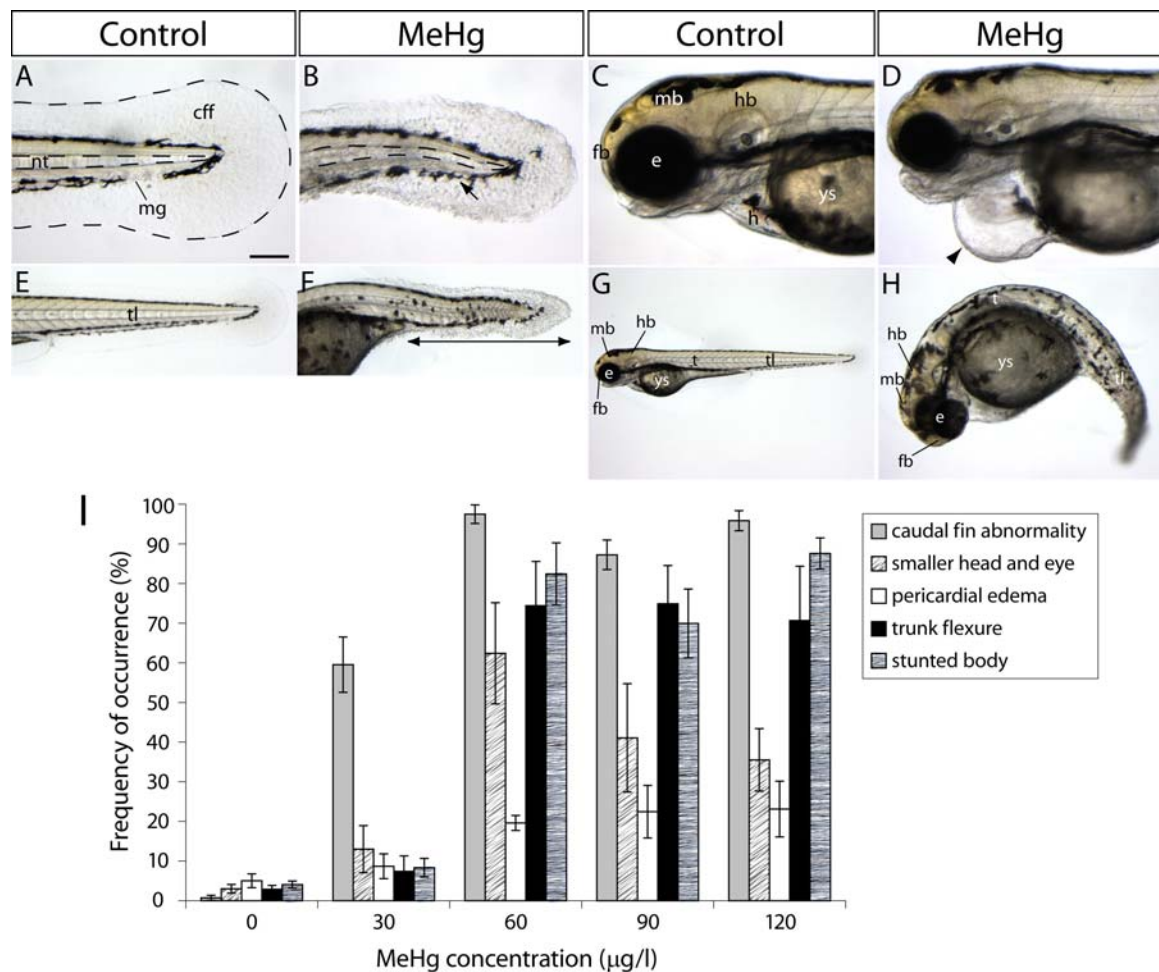 Control
MeHg
Control
MeHg
A
cff
nt
mg
B
C
mb
hb
fb
e
ys
h
D
E
tl
F
G
mb
hb
t
tl
e
ys
fb
H
t
hb
mb
ys
tl
e
fb
I
Frequency of occurrence (%)
100
90
80
70
60
50
40
30
20
10
0
0 30 60 90 120
MeHg concentration (µg/l)
caudal fin abnormality
smaller head and eye
pericardial edema
trunk flexure
stunted body